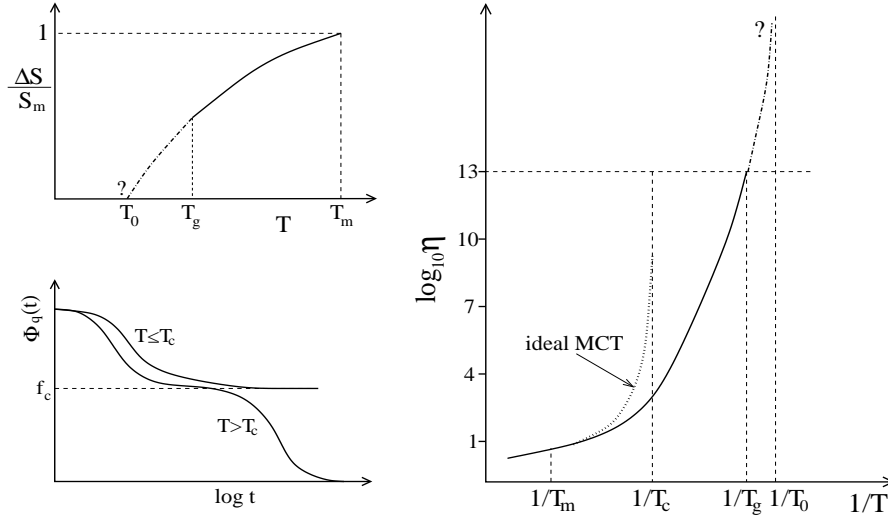 1
ΔS
S_m
?
T_0
T_g
T
T_m
Φ_q(t)
T≤T_c
f_c
T>T_c
log t
?
13
10
7
4
1
log_10 η
ideal MCT
1/T_m
1/T_c
1/T_g
1/T_0
1/T